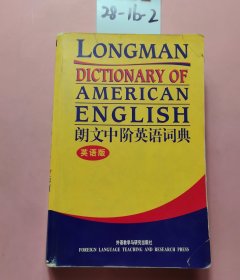 28-1b-2
LONGMAN
DICTIONARY OF
AMERICAN
ENGLISH
朗文中阶英语词典
英语版
外语教学与研究出版社
FOREIGN LANGUAGE TEACHING AND RESEARCH PRESS